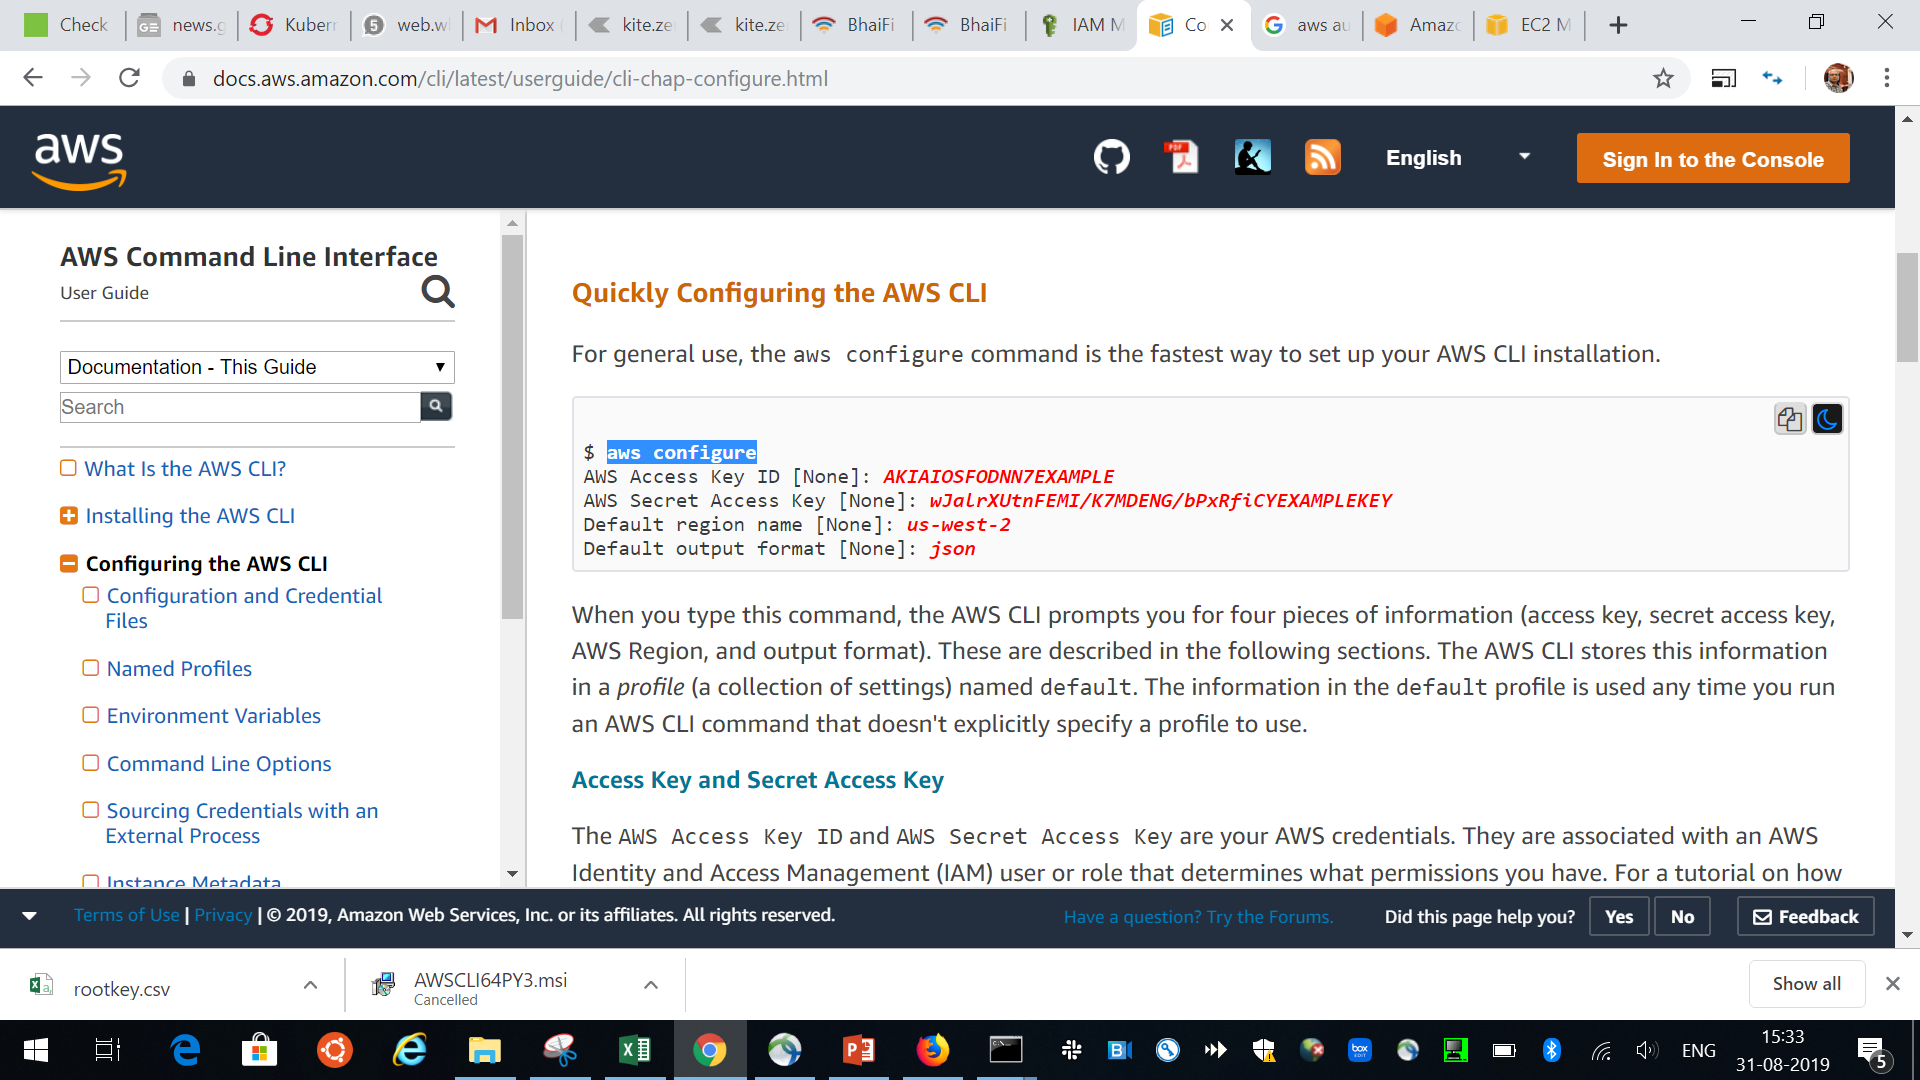 Check
news.g
Kubern
web.w
Inbox
kite.ze
kite.ze
BhaiFi
BhaiFi
IAM M
Co
aws au
Amazo
EC2 M
docs.aws.amazon.com/cli/latest/userguide/cli-chap-configure.html
aws
PDF
English
Sign In to the Console
AWS Command Line Interface
User Guide
Documentation - This Guide
Search
What Is the AWS CLI?
Installing the AWS CLI
Configuring the AWS CLI
Configuration and Credential
Files
Named Profiles
Environment Variables
Command Line Options
Sourcing Credentials with an
External Process
Instance Metadata
Quickly Configuring the AWS CLI
For general use, the aws configure command is the fastest way to set up your AWS CLI installation.
$ aws configure
AWS Access Key ID [None]: AKIAIOSFODNN7EXAMPLE
AWS Secret Access Key [None]: wJalrXUtnFEMI/K7MDENG/bPxRfiCYEXAMPLEKEY
Default region name [None]: us-west-2
Default output format [None]: json
When you type this command, the AWS CLI prompts you for four pieces of information (access key, secret access key,
AWS Region, and output format). These are described in the following sections. The AWS CLI stores this information
in a profile (a collection of settings) named default. The information in the default profile is used any time you run
an AWS CLI command that doesn't explicitly specify a profile to use.
Access Key and Secret Access Key
The AWS Access Key ID and AWS Secret Access Key are your AWS credentials. They are associated with an AWS
Identity and Access Management (IAM) user or role that determines what permissions you have. For a tutorial on how
Terms of Use | Privacy | © 2019, Amazon Web Services, Inc. or its affiliates. All rights reserved.
Have a question? Try the Forums.
Did this page help you?
Yes
No
Feedback
rootkey.csv
AWSCLI64PY3.msi
Cancelled
Show all
ENG
15:33
31-08-2019
5